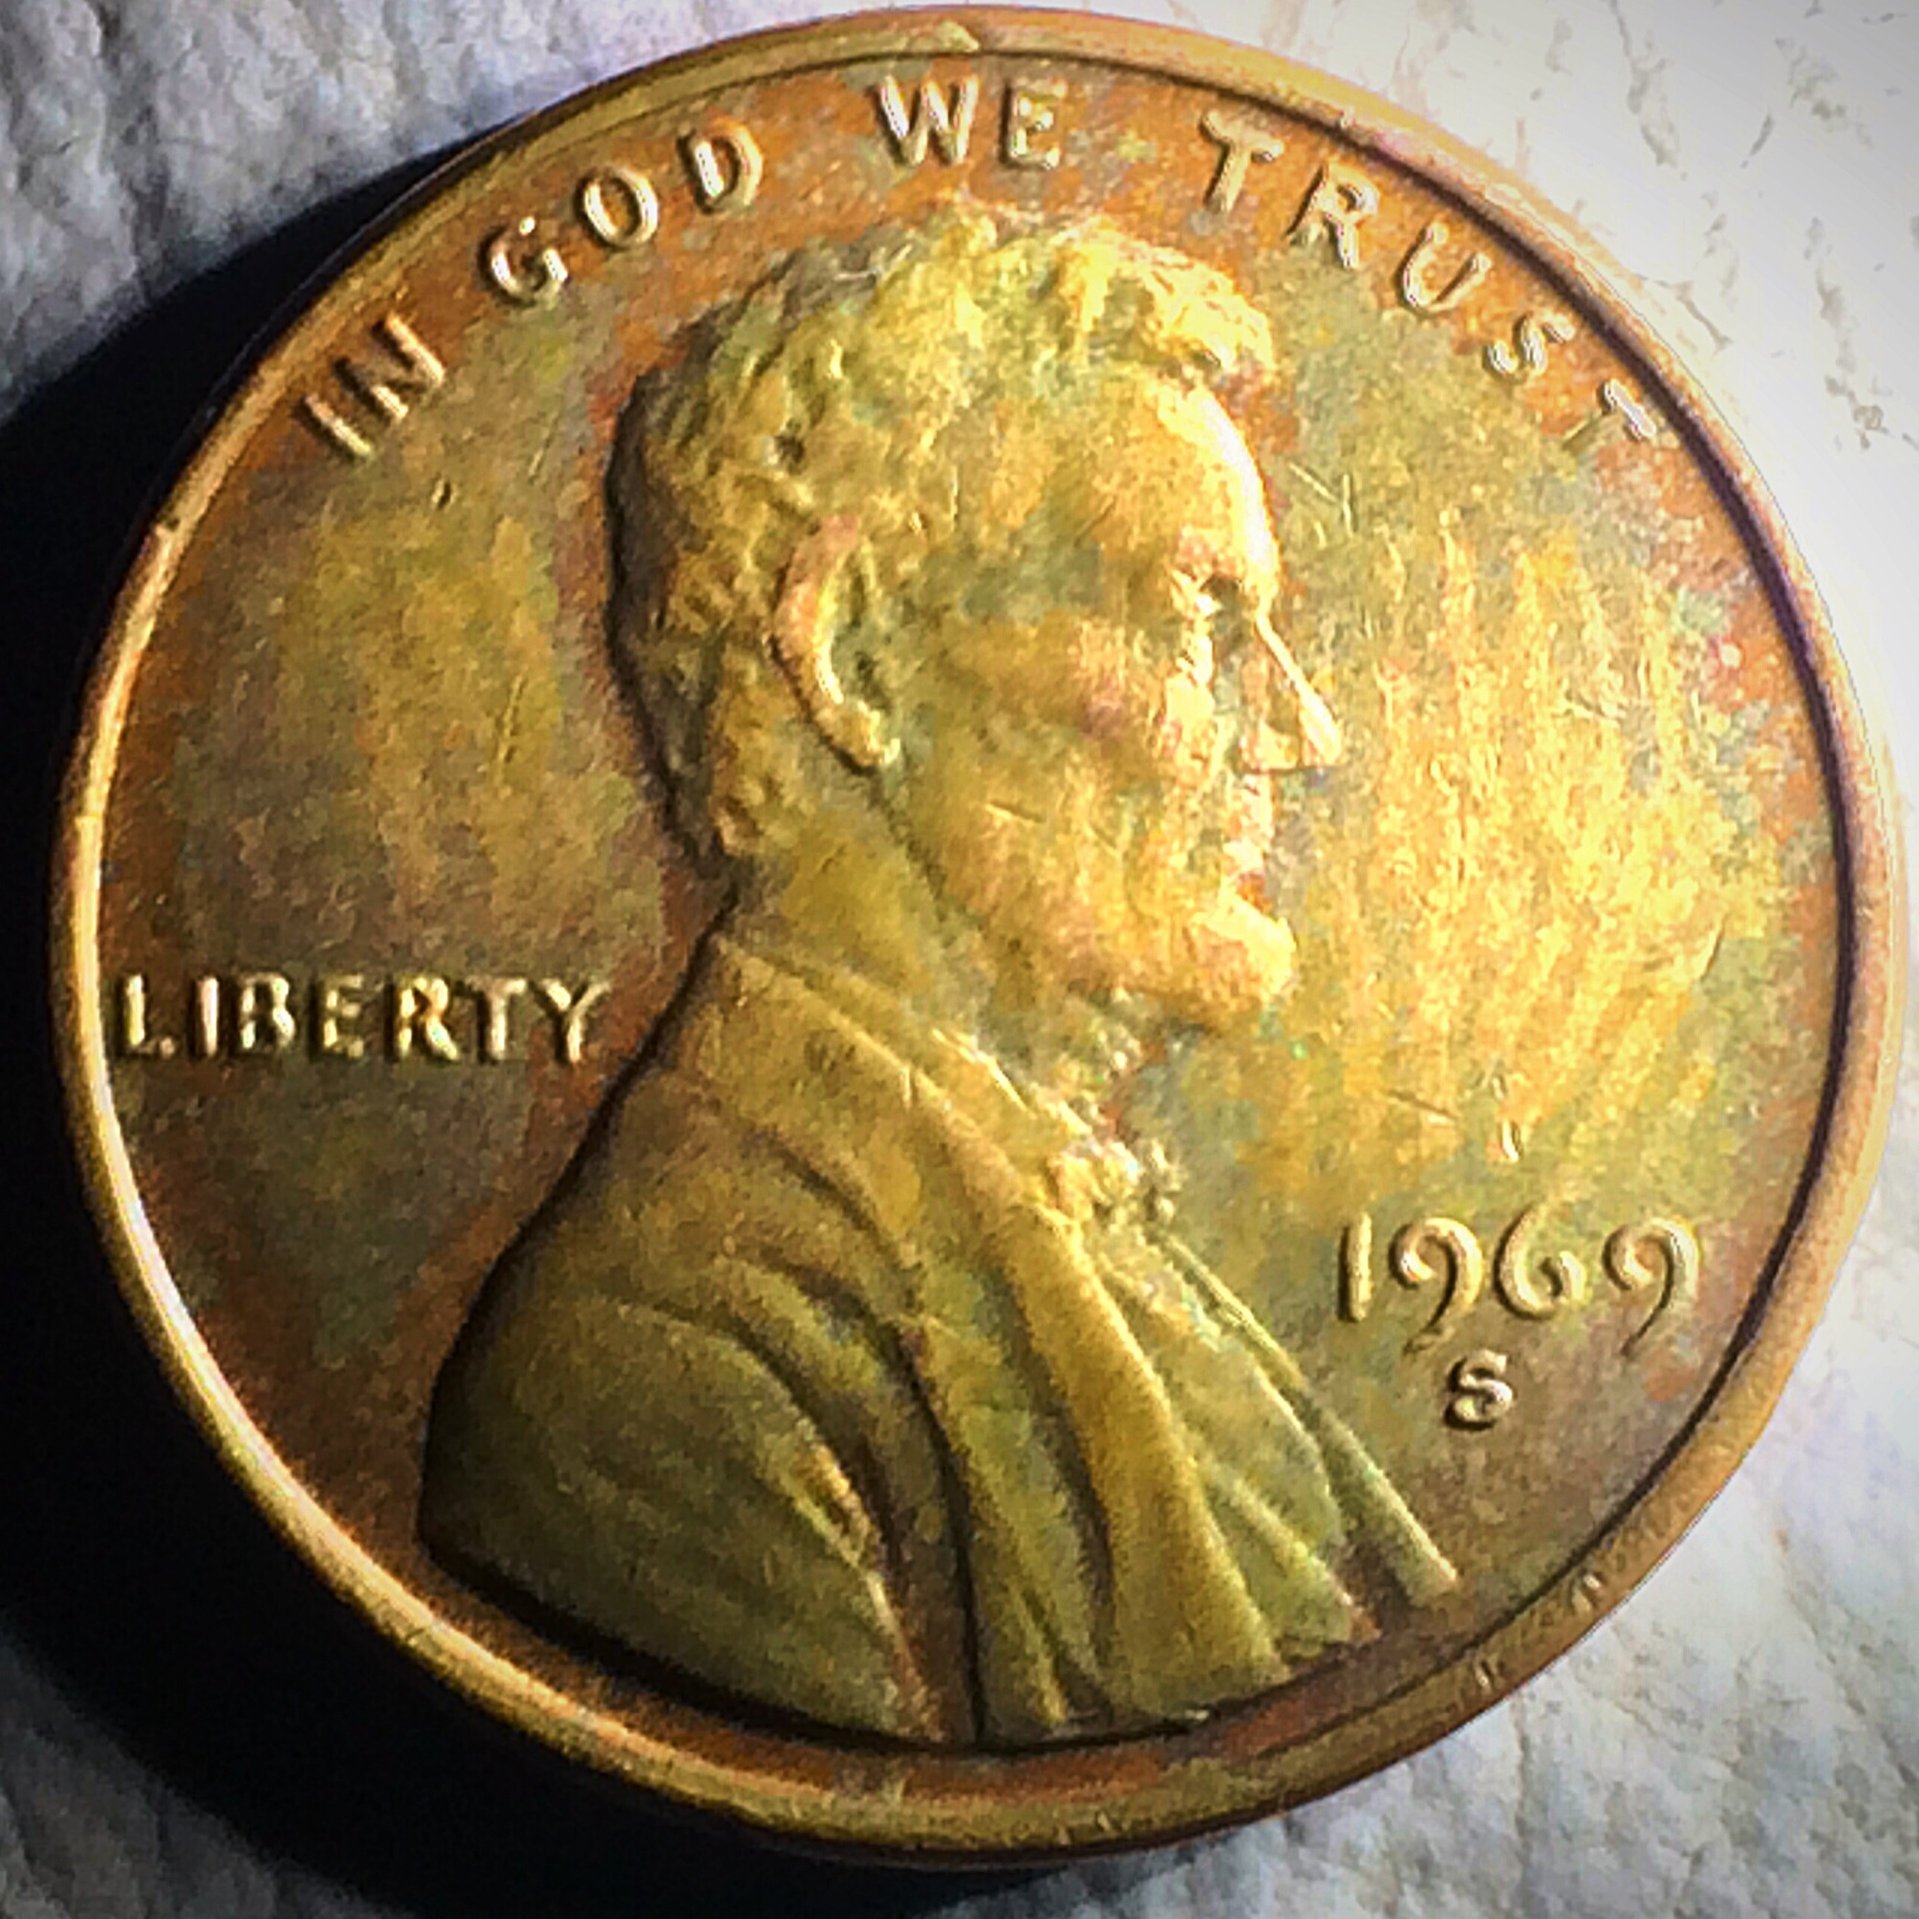 IN GOD WE TRUST
LIBERTY
1969
S